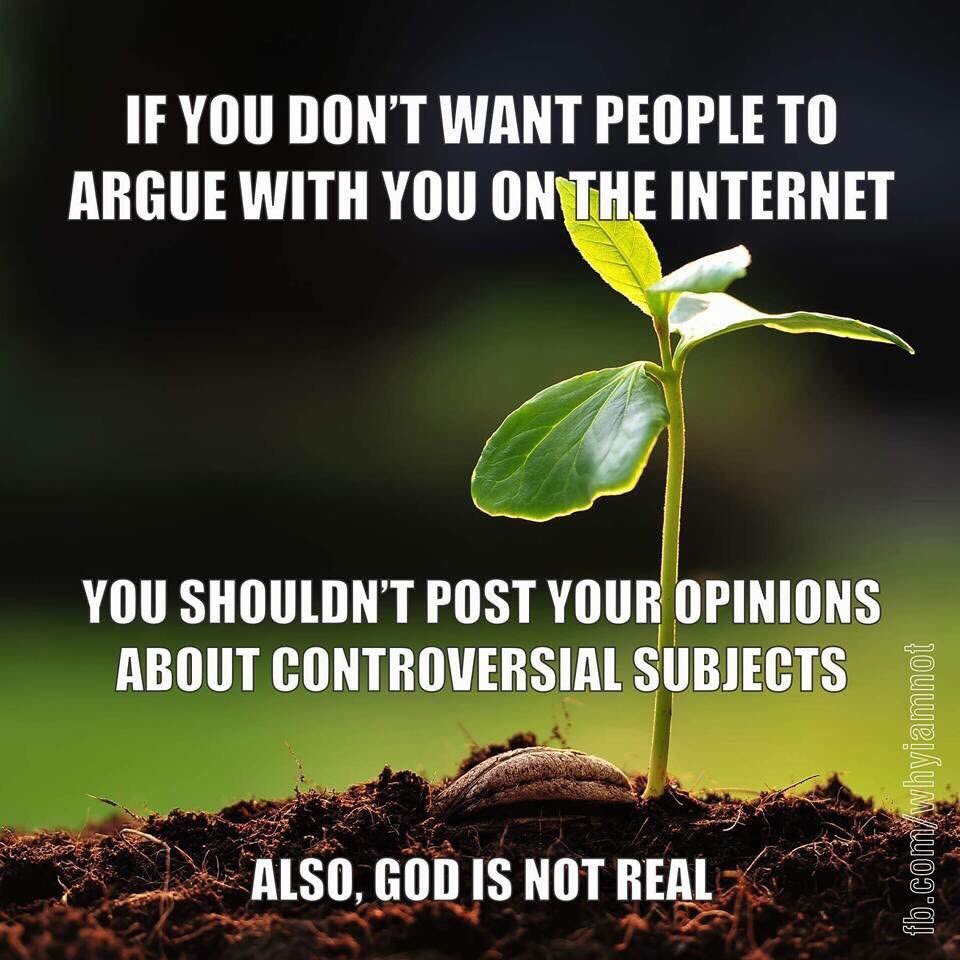 IF YOU DON'T WANT PEOPLE TO
ARGUE WITH YOU ON THE INTERNET
YOU SHOULDN'T POST YOUR OPINIONS
ABOUT CONTROVERSIAL SUBJECTS
ALSO, GOD IS NOT REAL
fb.com/whyiamnot